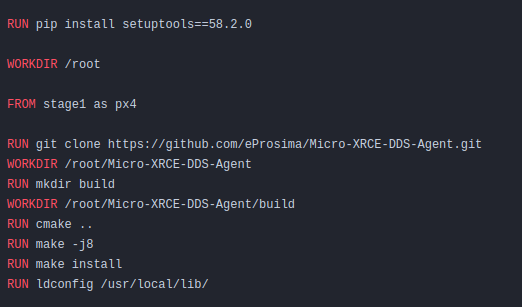 RUN pip install setuptools==58.2.0
WORKDIR /root
FROM stage1 as px4
RUN git clone https://github.com/eProsima/Micro-XRCE-DDS-Agent.git
WORKDIR /root/Micro-XRCE-DDS-Agent
RUN mkdir build
WORKDIR /root/Micro-XRCE-DDS-Agent/build
RUN cmake ..
RUN make -j8
RUN make install
RUN ldconfig /usr/local/lib/